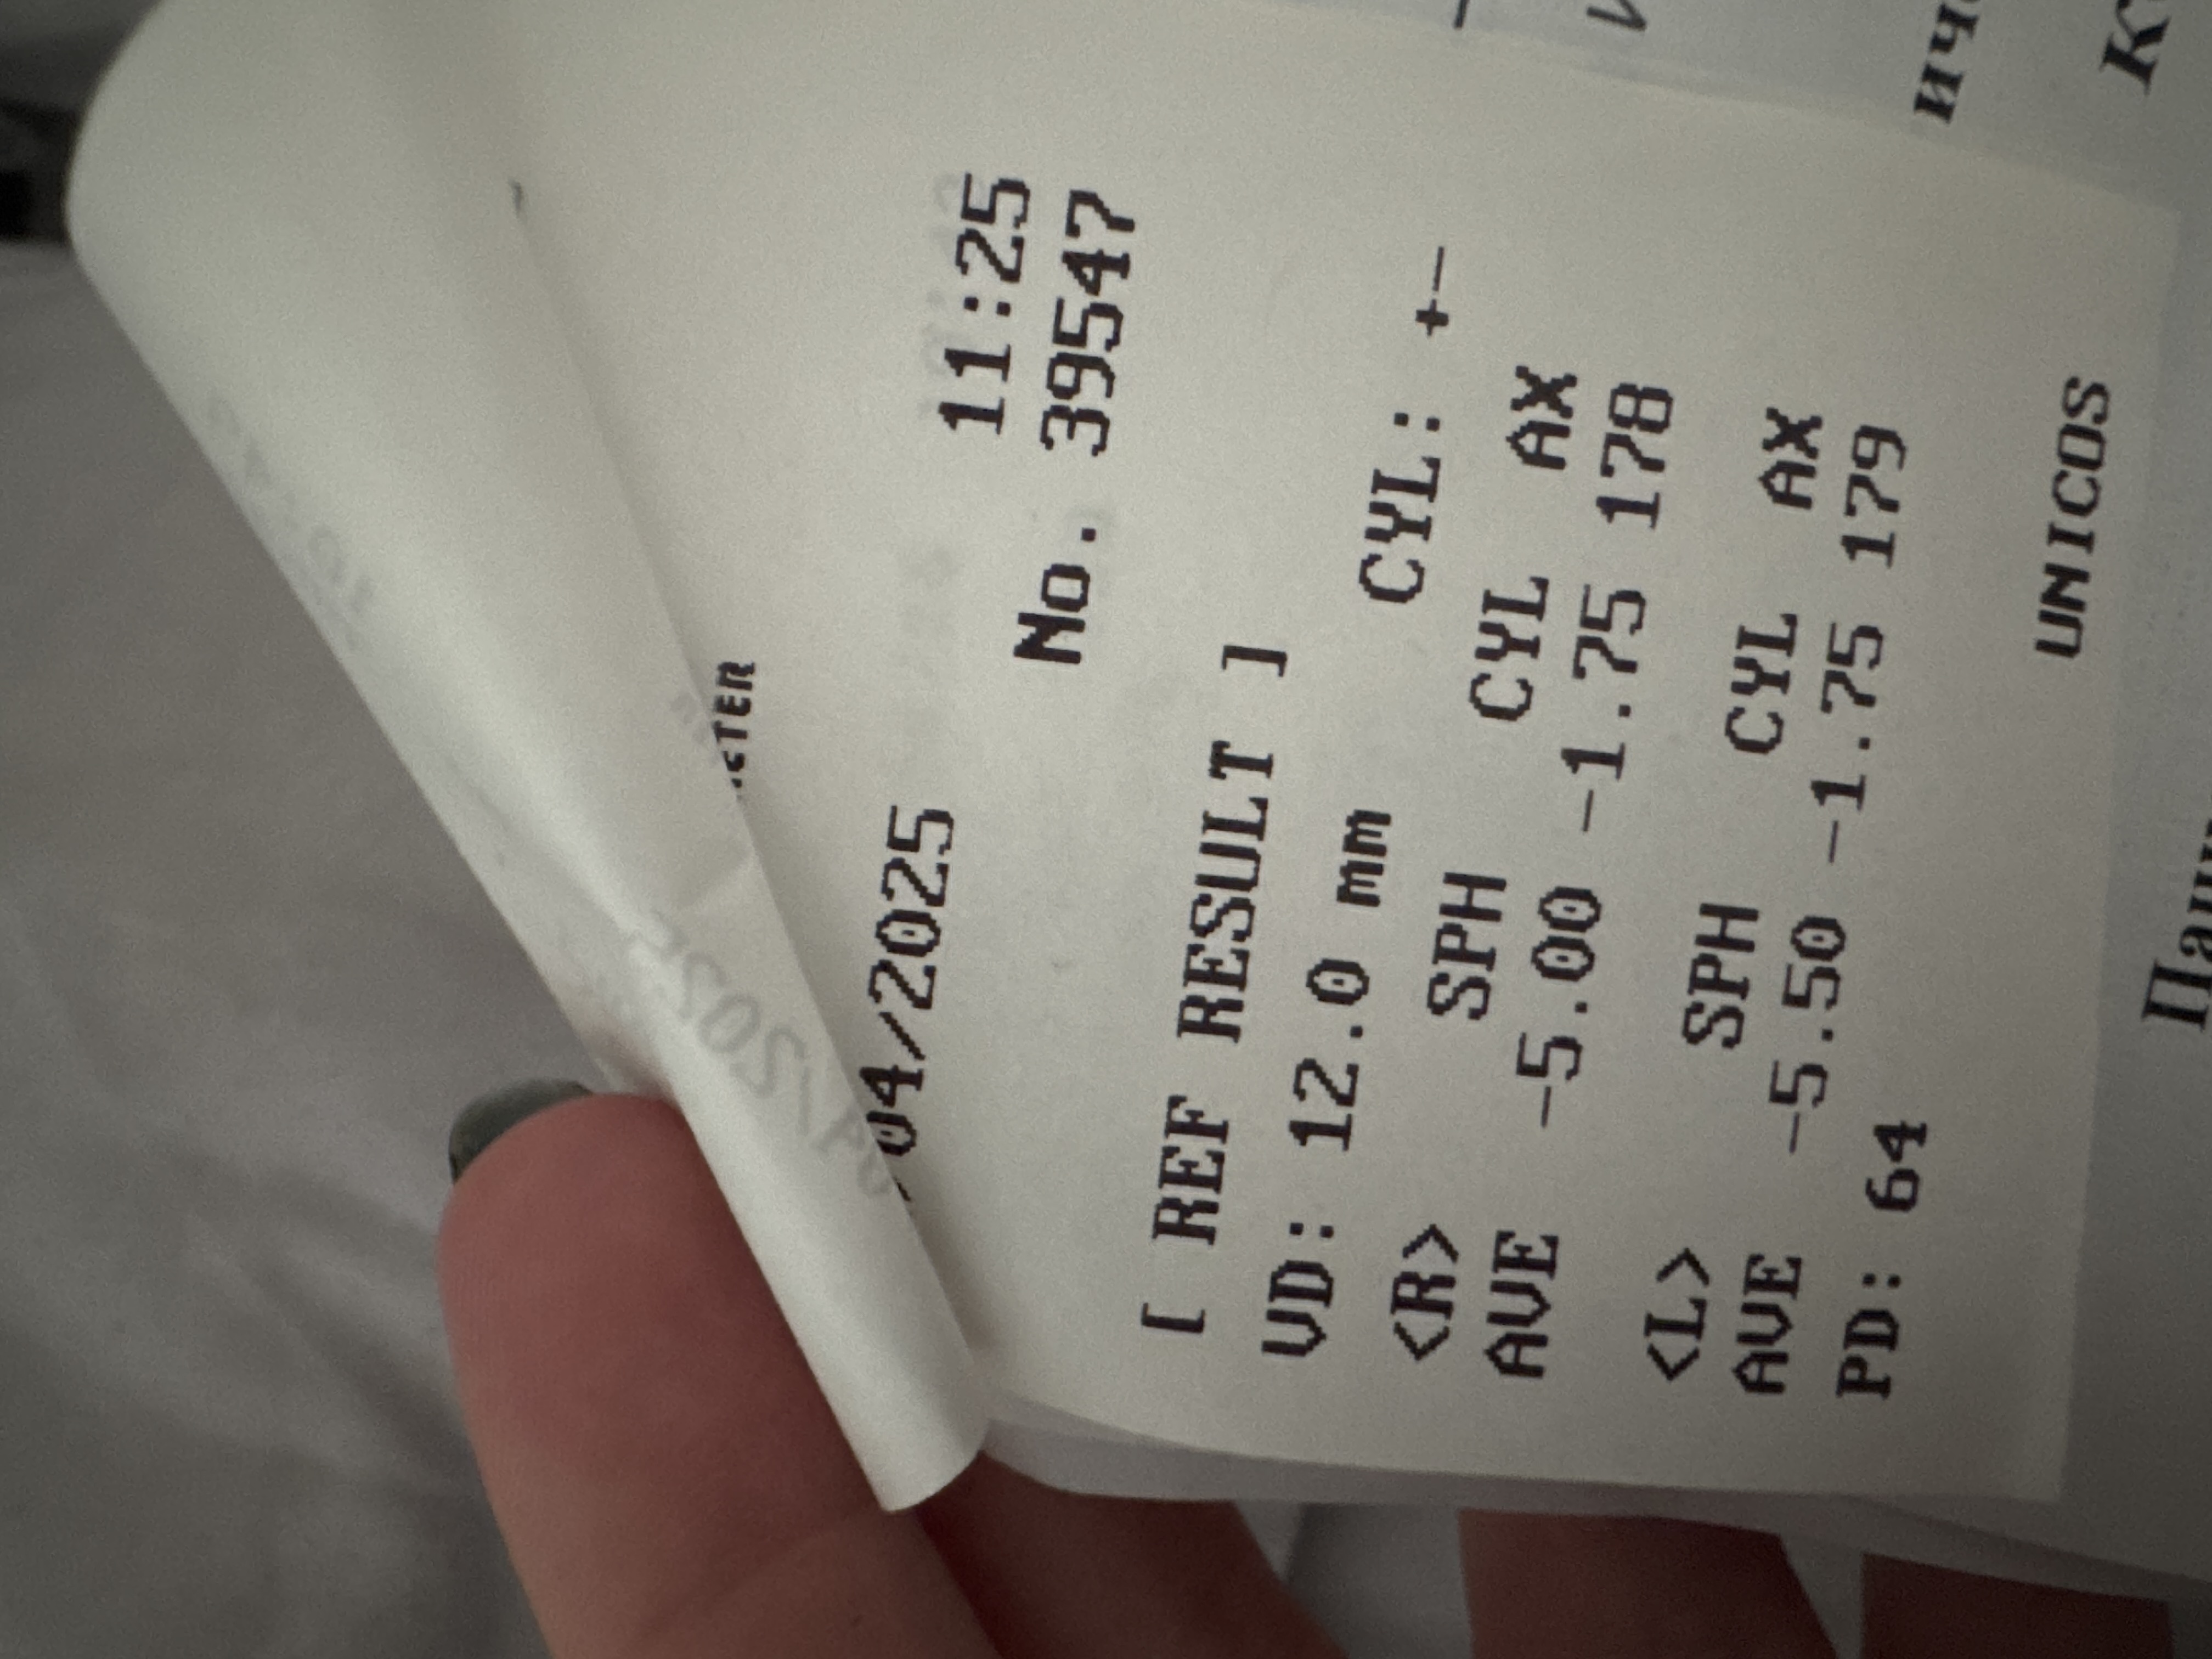 11:25
04/2025
No. 39547
[ REF RESULT ]
VD: 12.0 mm CYL: +-
<R> SPH CYL AX
AVE -5.00 -1.75 178
<L> SPH CYL AX
AVE -5.50 -1.75 179
PD: 64
UNICOS